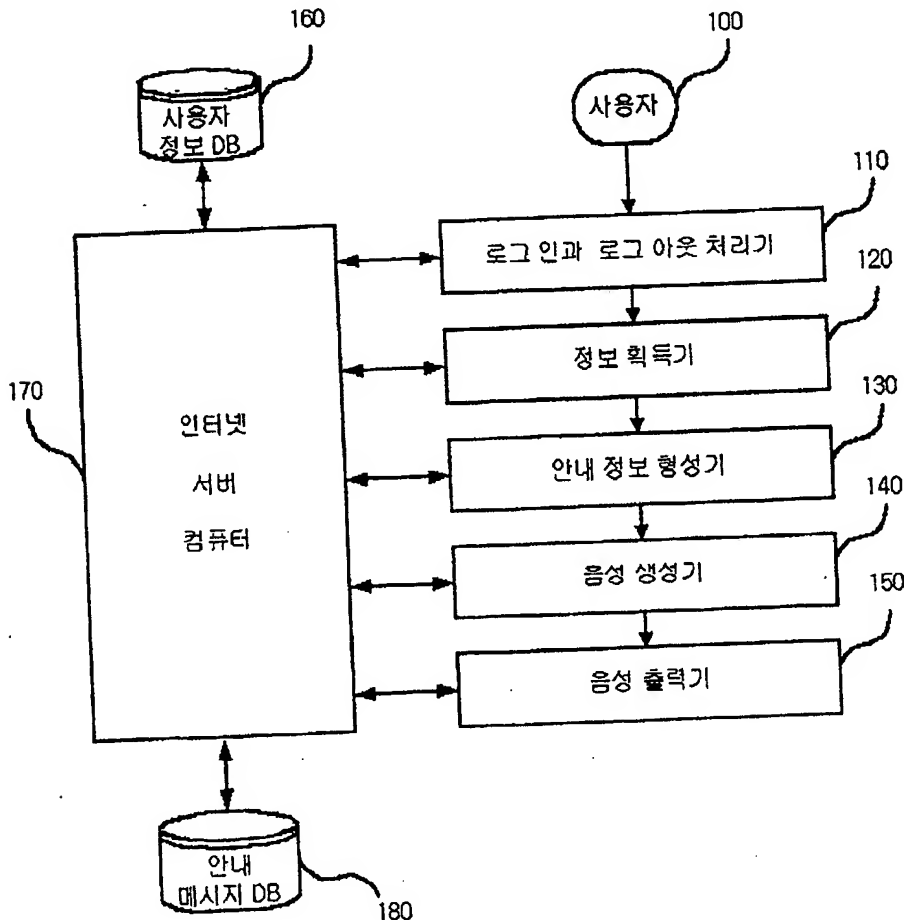 160
100
사용자
정보 DB
사용자
110
로그 인과 로그 아웃 처리기
120
정보 획득기
170
인터넷
서버
컴퓨터
130
안내 정보 형성기
140
음성 생성기
150
음성 출력기
안내
메시지 DB
180